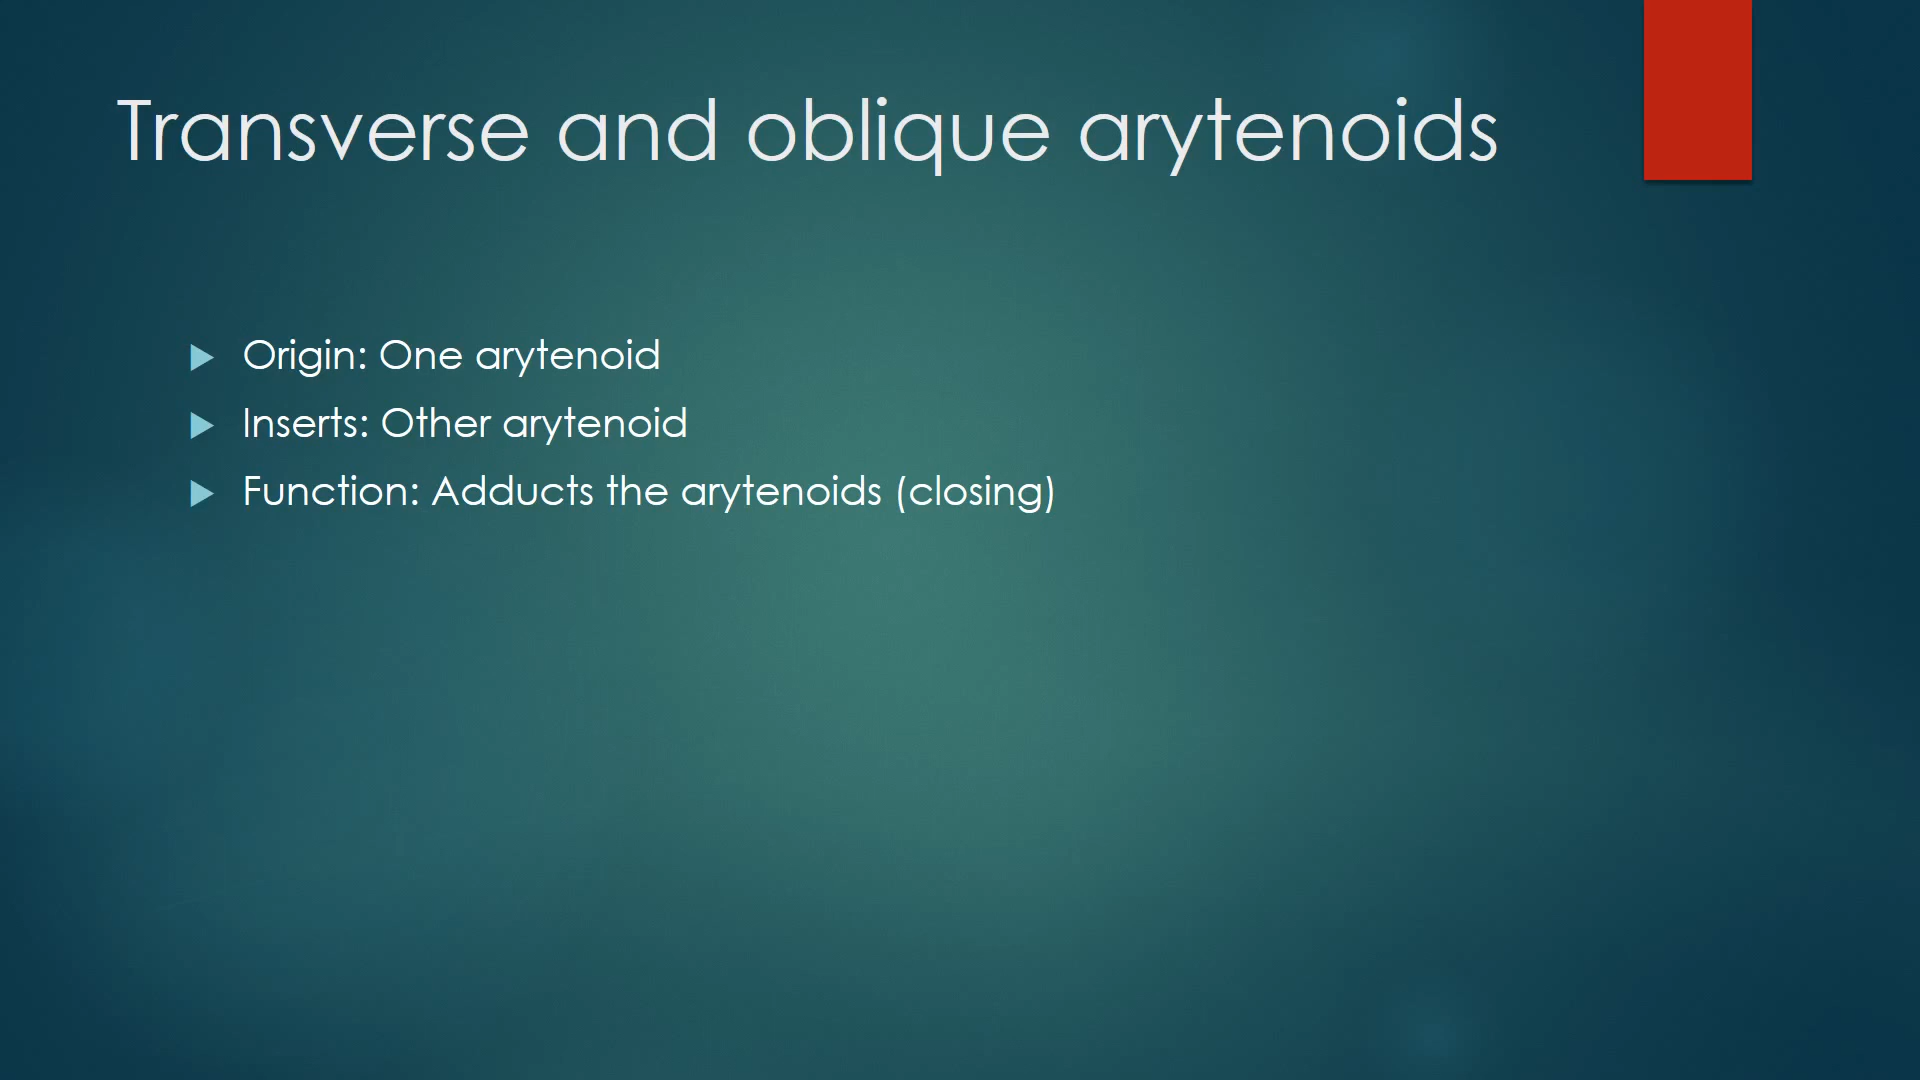 Transverse and oblique arytenoids
Origin: One arytenoid
Inserts: Other arytenoid
Function: Adducts the arytenoids (closing)